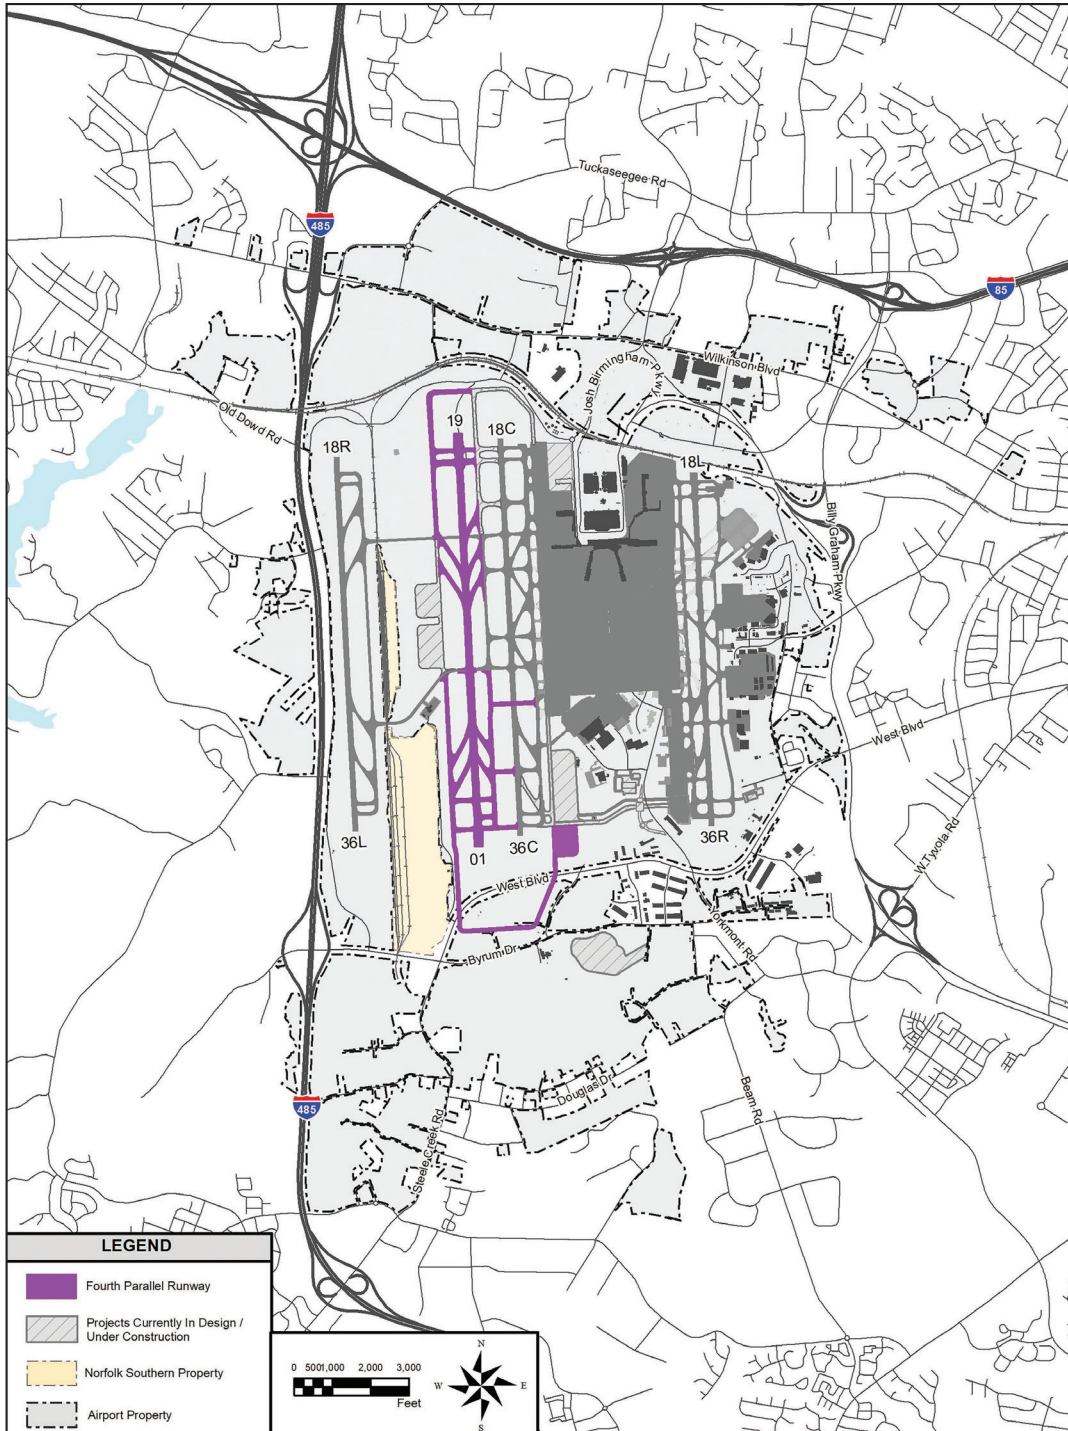 Tuckaseegee Rd
485
85
Wilkinson Blvd
Josh Birmingham Pkwy
Old Dowd Rd
19
18C
18R
18L
Billy Graham Pkwy
West Blvd
36L
01
36C
36R
W Tyvola Rd
West Blvd
Yorkmont Rd
Byrum Dr
Douglas Dr
Beam Rd
485
Steele Creek Rd
LEGEND
Fourth Parallel Runway
Projects Currently In Design /
Under Construction
Norfolk Southern Property
Airport Property
0 500 1,000 2,000 3,000
Feet
N
W E
S